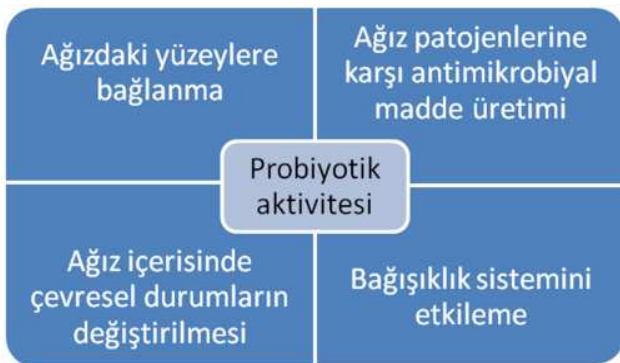 Ağızdaki yüzeylere
bağlanma
Ağız patojenlerine
karşı antimikrobiyal
madde üretimi
Probiyotik
aktivitesi
Ağız içerisinde
çevresel durumların
değiştirilmesi
Bağışıklık sistemini
etkileme